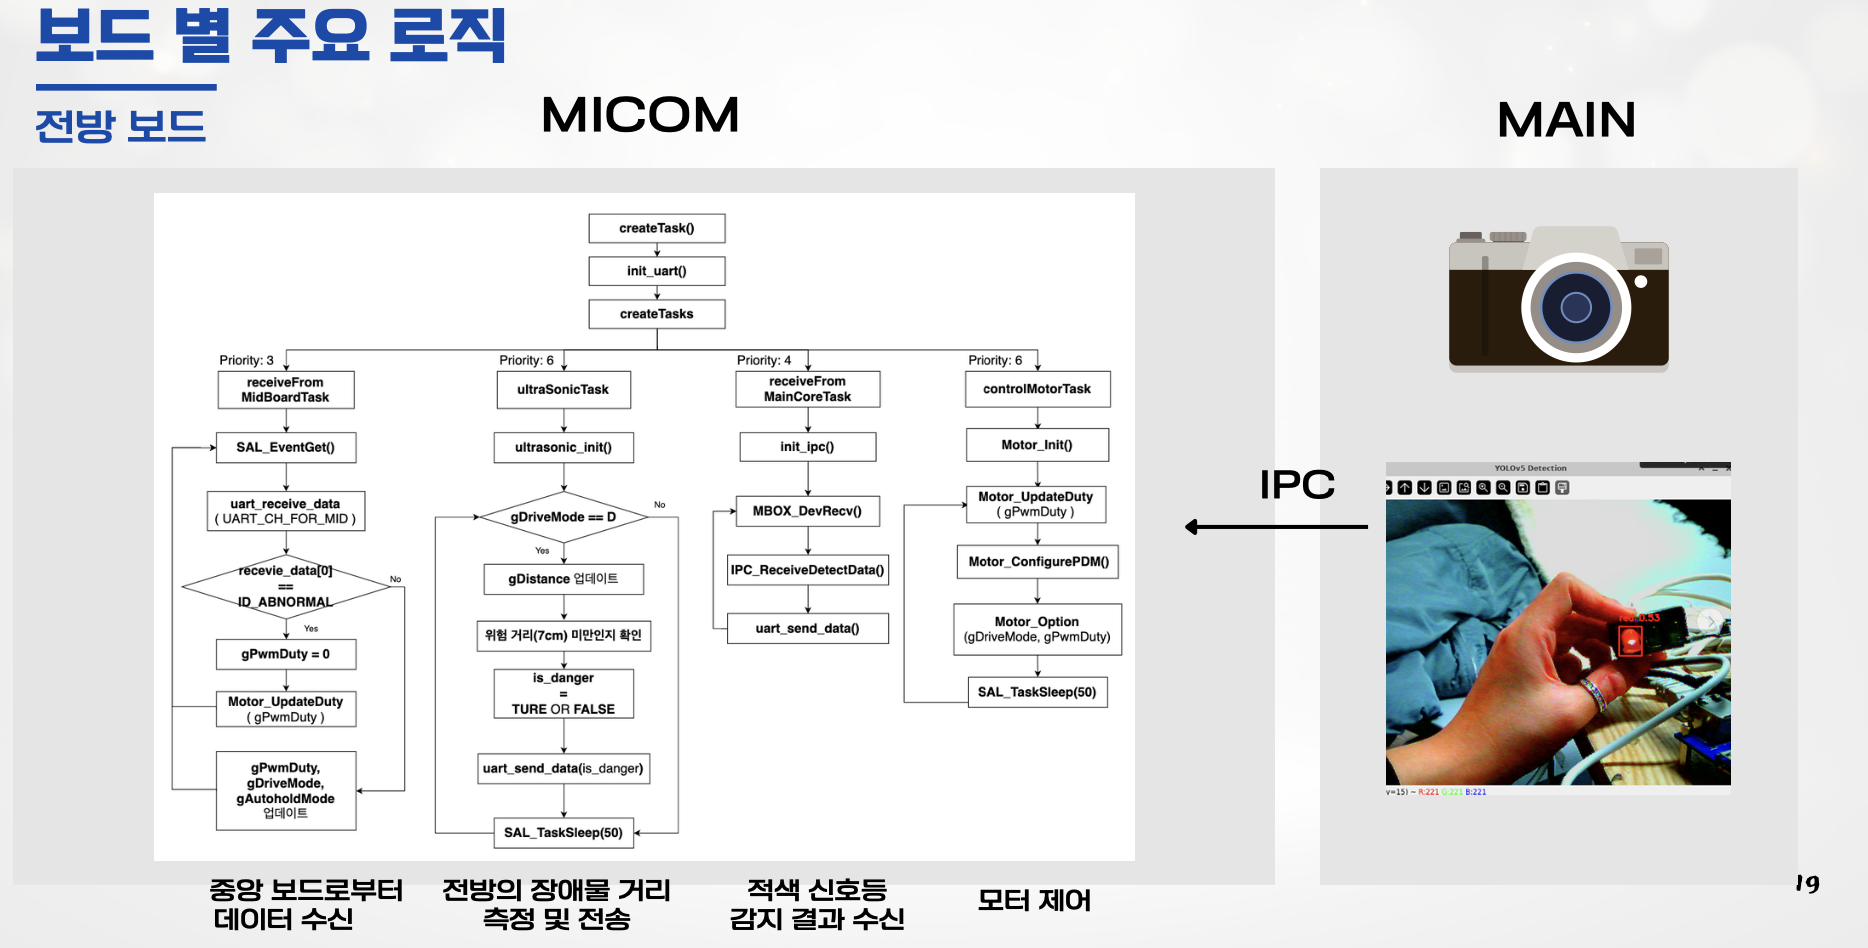 보드 별 주요 로직
전방 보드
MICOM
MAIN
createTask()
init_uart()
createTasks
Priority: 3
receiveFrom
MidBoardTask
SAL_EventGet()
uart_receive_data
( UART_CH_FOR_MID )
recevie_data[0]
==
ID_ABNORMAL
No
Yes
gPwmDuty = 0
Motor_UpdateDuty
( gPwmDuty )
gPwmDuty,
gDriveMode,
gAutoholdMode
업데이트
Priority: 6
ultraSonicTask
ultrasonic_init()
gDriveMode == D
No
Yes
gDistance 업데이트
위험 거리(7cm) 미만인지 확인
is_danger
=
TURE OR FALSE
uart_send_data(is_danger)
SAL_TaskSleep(50)
Priority: 4
receiveFrom
MainCoreTask
init_ipc()
MBOX_DevRecv()
IPC_ReceiveDetectData()
uart_send_data()
Priority: 6
controlMotorTask
Motor_Init()
Motor_UpdateDuty
( gPwmDuty )
Motor_ConfigurePDM()
Motor_Option
(gDriveMode, gPwmDuty)
SAL_TaskSleep(50)
IPC
YOLOv5 Detection
red: 0.53
y=15) ~ R:221 G:221 B:221
중앙 보드로부터
데이터 수신
전방의 장애물 거리
측정 및 전송
적색 신호등
감지 결과 수신
모터 제어
19